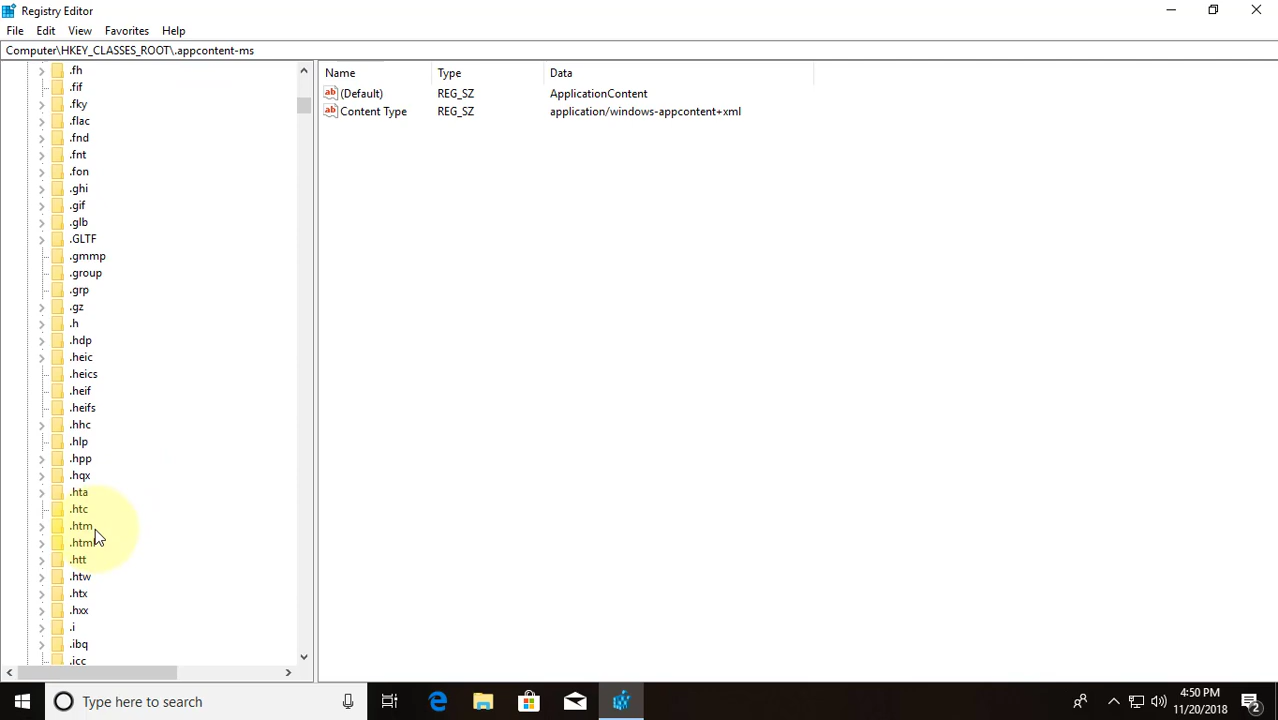 Registry Editor
File Edit View Favorites Help
Computer\HKEY_CLASSES_ROOT\.appcontent-ms
.fh
.fif
.fky
.flac
.fnd
.fnt
.fon
.ghi
.gif
.glb
.GLTF
.gmmp
.group
.grp
.gz
.h
.hdp
.heic
.heics
.heif
.heifs
.hhc
.hlp
.hpp
.hqx
.hta
.htc
.htm
.html
.htt
.htw
.htx
.hxx
.i
.ibq
.icc
Name Type Data
ab (Default) REG_SZ ApplicationContent
ab Content Type REG_SZ application/windows-appcontent+xml
Type here to search
4:50 PM
11/20/2018
2